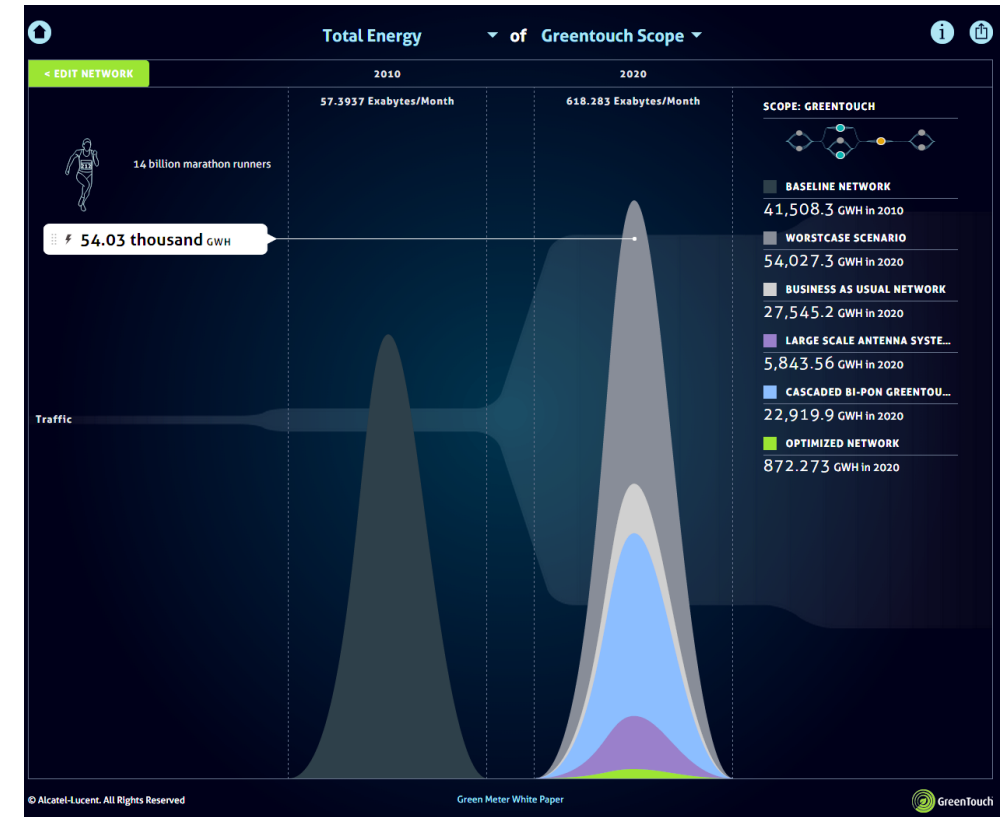 Total Energy of Greentouch Scope
i
< EDIT NETWORK
2010
2020
57.3937 Exabytes/Month
618.283 Exabytes/Month
14 billion marathon runners
54.03 thousand GWH
Traffic
SCOPE: GREENTOUCH
BASELINE NETWORK
41,508.3 GWH in 2010
WORSTCASE SCENARIO
54,027.3 GWH in 2020
BUSINESS AS USUAL NETWORK
27,545.2 GWH in 2020
LARGE SCALE ANTENNA SYSTE...
5,843.56 GWH in 2020
CASCADED BI-PON GREENTOU...
22,919.9 GWH in 2020
OPTIMIZED NETWORK
872.273 GWH in 2020
© Alcatel-Lucent. All Rights Reserved
Green Meter White Paper
GreenTouch